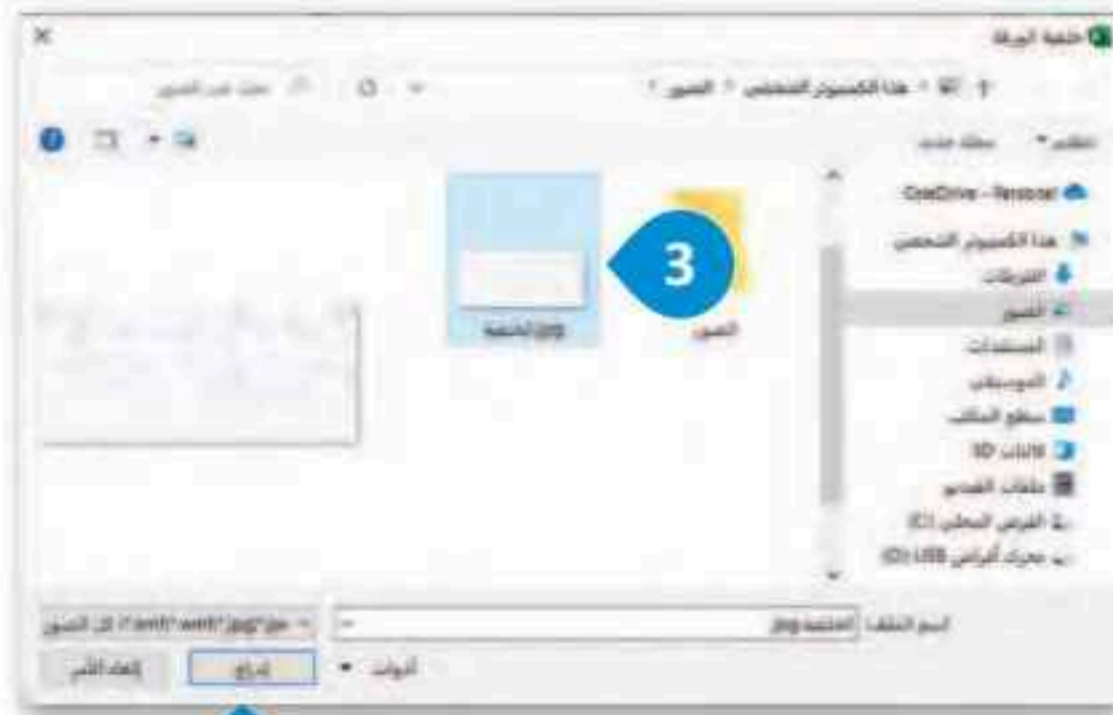 خلفية الورقة
هذا الكمبيوتر الشخصي
الصور
تنظيم
مجلد جديد
OneDrive - Personal
هذا الكمبيوتر الشخصي
الصور
المستندات
الموسيقى
سطح المكتب
كائنات 3D
ملفات الفيديو
القرص المحلي (C:)
محرك أقراص USB (D:)
3
الصور
اسم الملف:
أدوات
إدراج
إلغاء الأمر